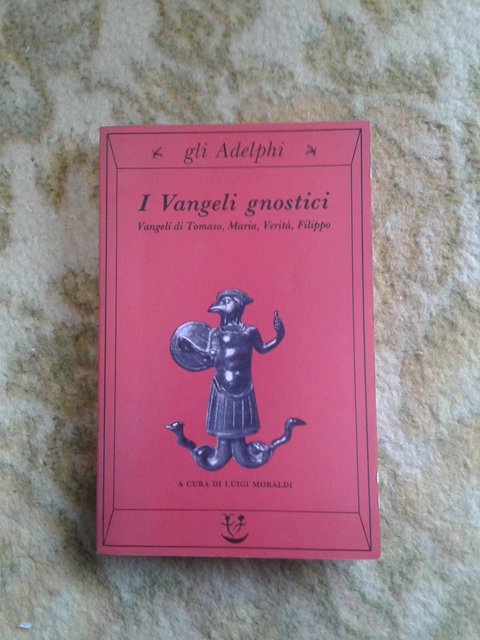 gli Adelphi
I Vangeli gnostici
Vangeli di Tomaso, Maria, Verità, Filippo
A CURA DI LUIGI MORALDI